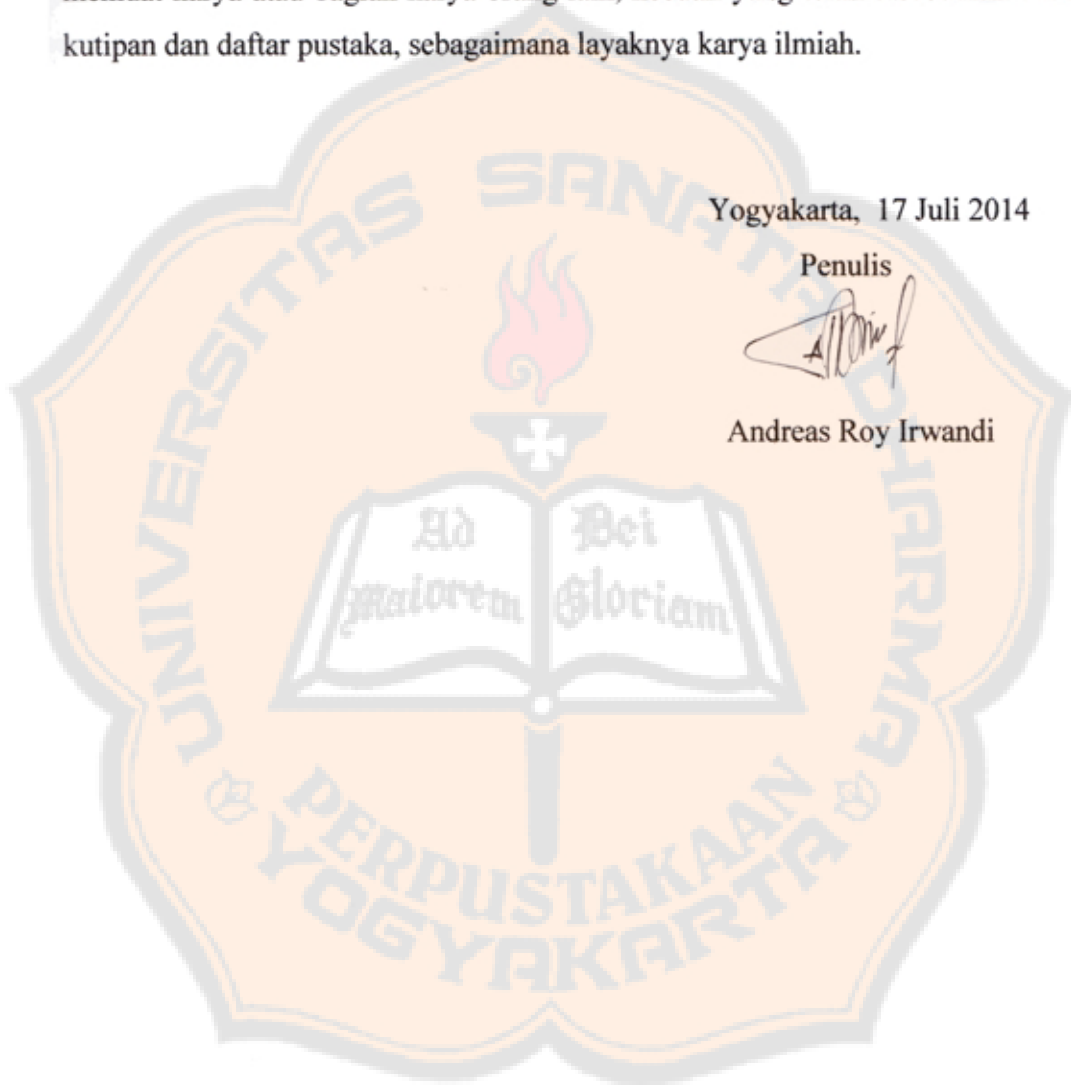 kutipan dan daftar pustaka, sebagaimana layaknya karya ilmiah.
Yogyakarta, 17 Juli 2014
Penulis
Andreas Roy Irwandi
UNIVERSITAS SANATA DHARMA
Ad Dei
Maiorem Gloriam
PERPUSTAKAAN
YOGYAKARTA